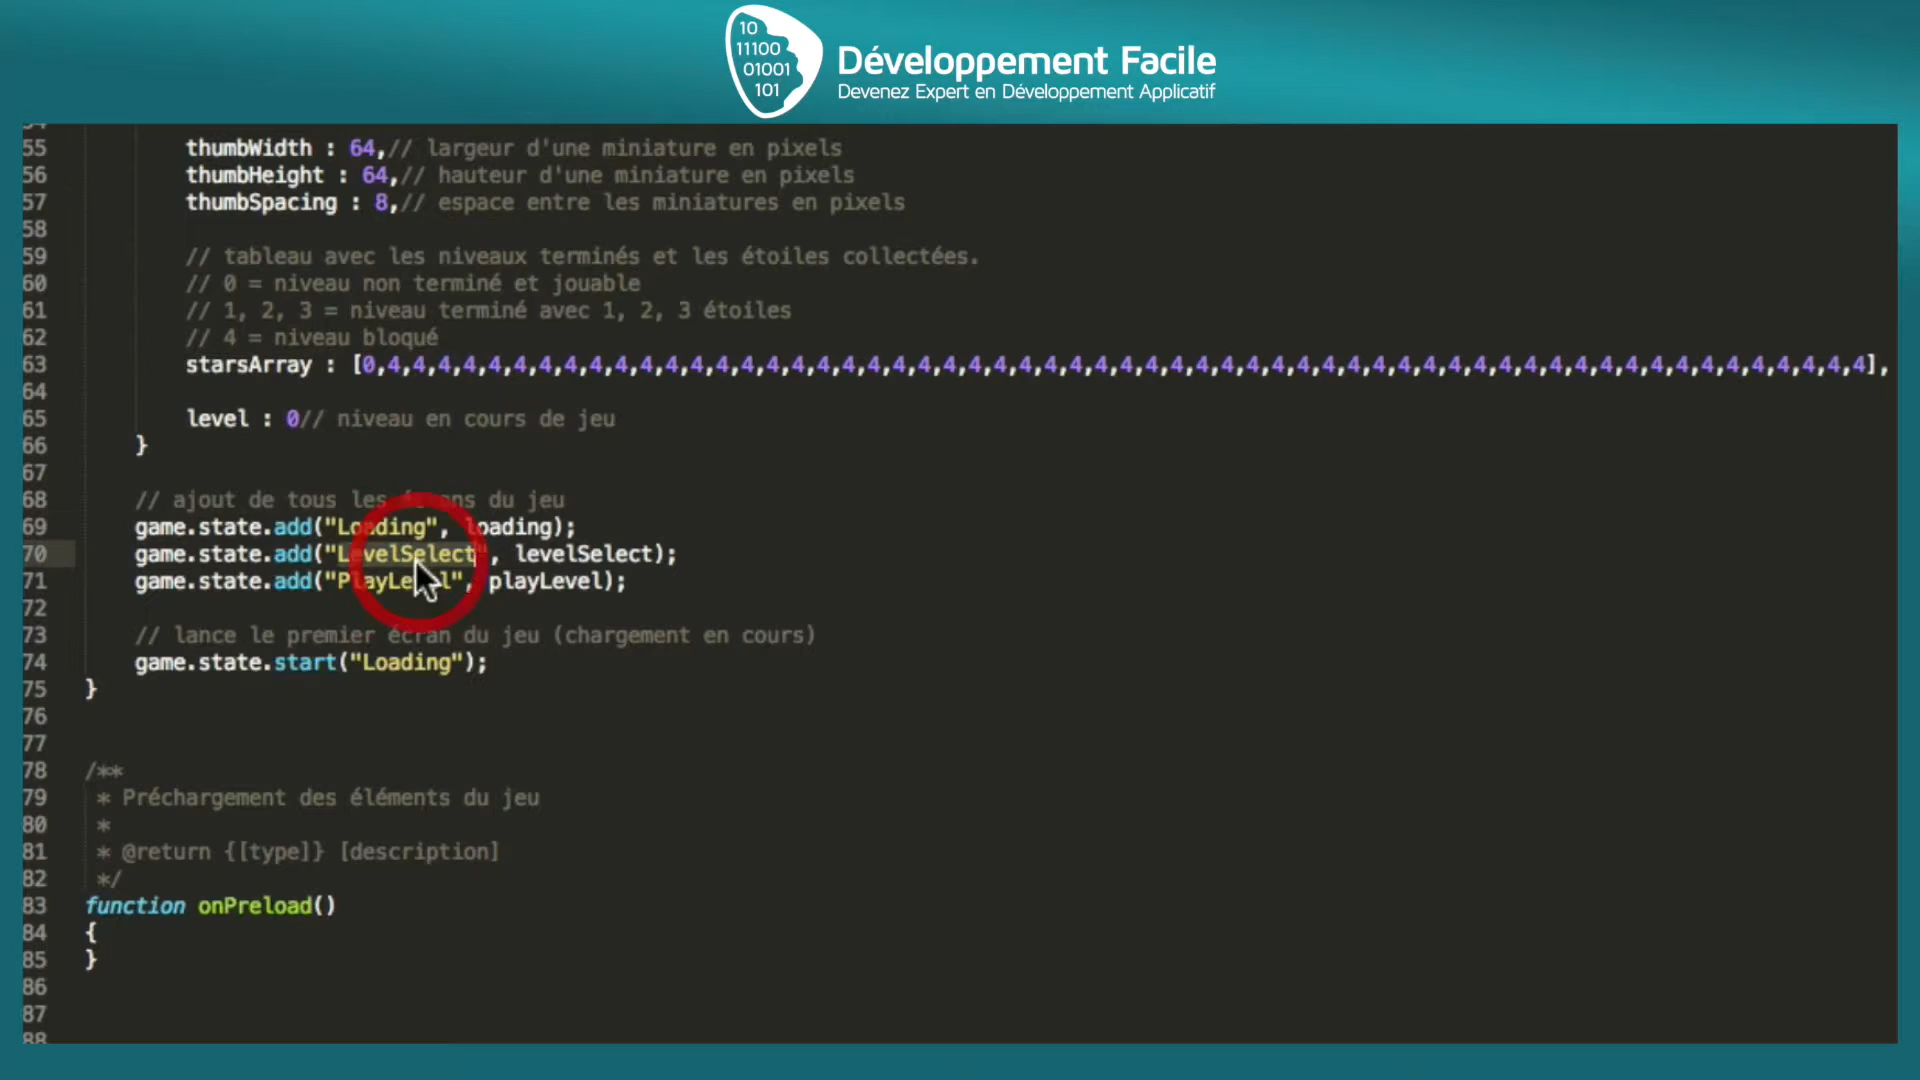 10
11100
01001
101
Développement Facile
Devenez Expert en Développement Applicatif
55 thumbWidth : 64,// largeur d'une miniature en pixels
56 thumbHeight : 64,// hauteur d'une miniature en pixels
57 thumbSpacing : 8,// espace entre les miniatures en pixels
58
59 // tableau avec les niveaux terminés et les étoiles collectées.
60 // 0 = niveau non terminé et jouable
61 // 1, 2, 3 = niveau terminé avec 1, 2, 3 étoiles
62 // 4 = niveau bloqué
63 starsArray : [0,4,4,4,4,4,4,4,4,4,4,4,4,4,4,4,4,4,4,4,4,4,4,4,4,4,4,4,4,4,4,4,4,4,4,4,4,4,4,4,4,4,4,4,4,4,4,4,4,4,4,4,4,4,4,4,4,4,4,4],
64
65 level : 0// niveau en cours de jeu
66 }
67
68 // ajout de tous les écrans du jeu
69 game.state.add("Loading", loading);
70 game.state.add("LevelSelect", levelSelect);
71 game.state.add("PlayLevel", playLevel);
72
73 // lance le premier écran du jeu (chargement en cours)
74 game.state.start("Loading");
75 }
76
77
78 /**
79 * Préchargement des éléments du jeu
80 *
81 * @return {[type]} [description]
82 */
83 function onPreload()
84 {
85 }
86
87
88